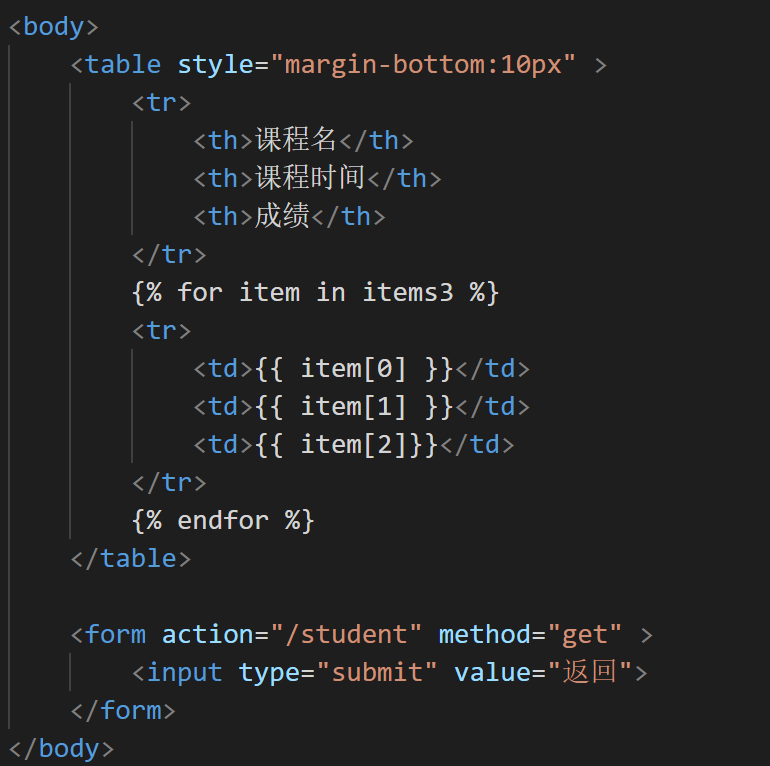 <body>
<table style="margin-bottom:10px" >
<tr>
<th>课程名</th>
<th>课程时间</th>
<th>成绩</th>
</tr>
{% for item in items3 %}
<tr>
<td>{{ item[0] }}</td>
<td>{{ item[1] }}</td>
<td>{{ item[2]}}</td>
</tr>
{% endfor %}
</table>
<form action="/student" method="get" >
<input type="submit" value="返回">
</form>
</body>